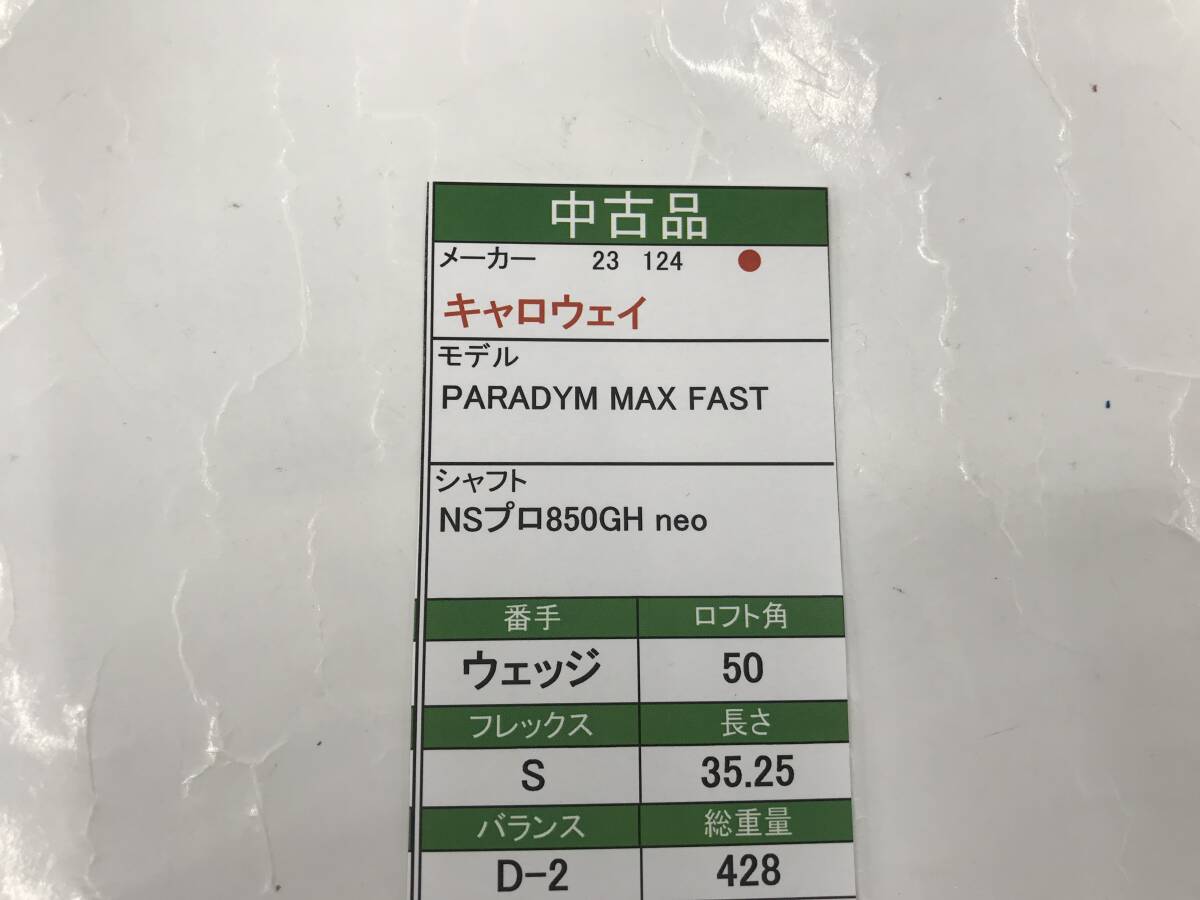 中古品
メーカー 23 124
キャロウェイ
モデル
PARADYM MAX FAST
シャフト
NSプロ850GH neo
番手 ロフト角
ウェッジ 50
フレックス 長さ
S 35.25
バランス 総重量
D-2 428